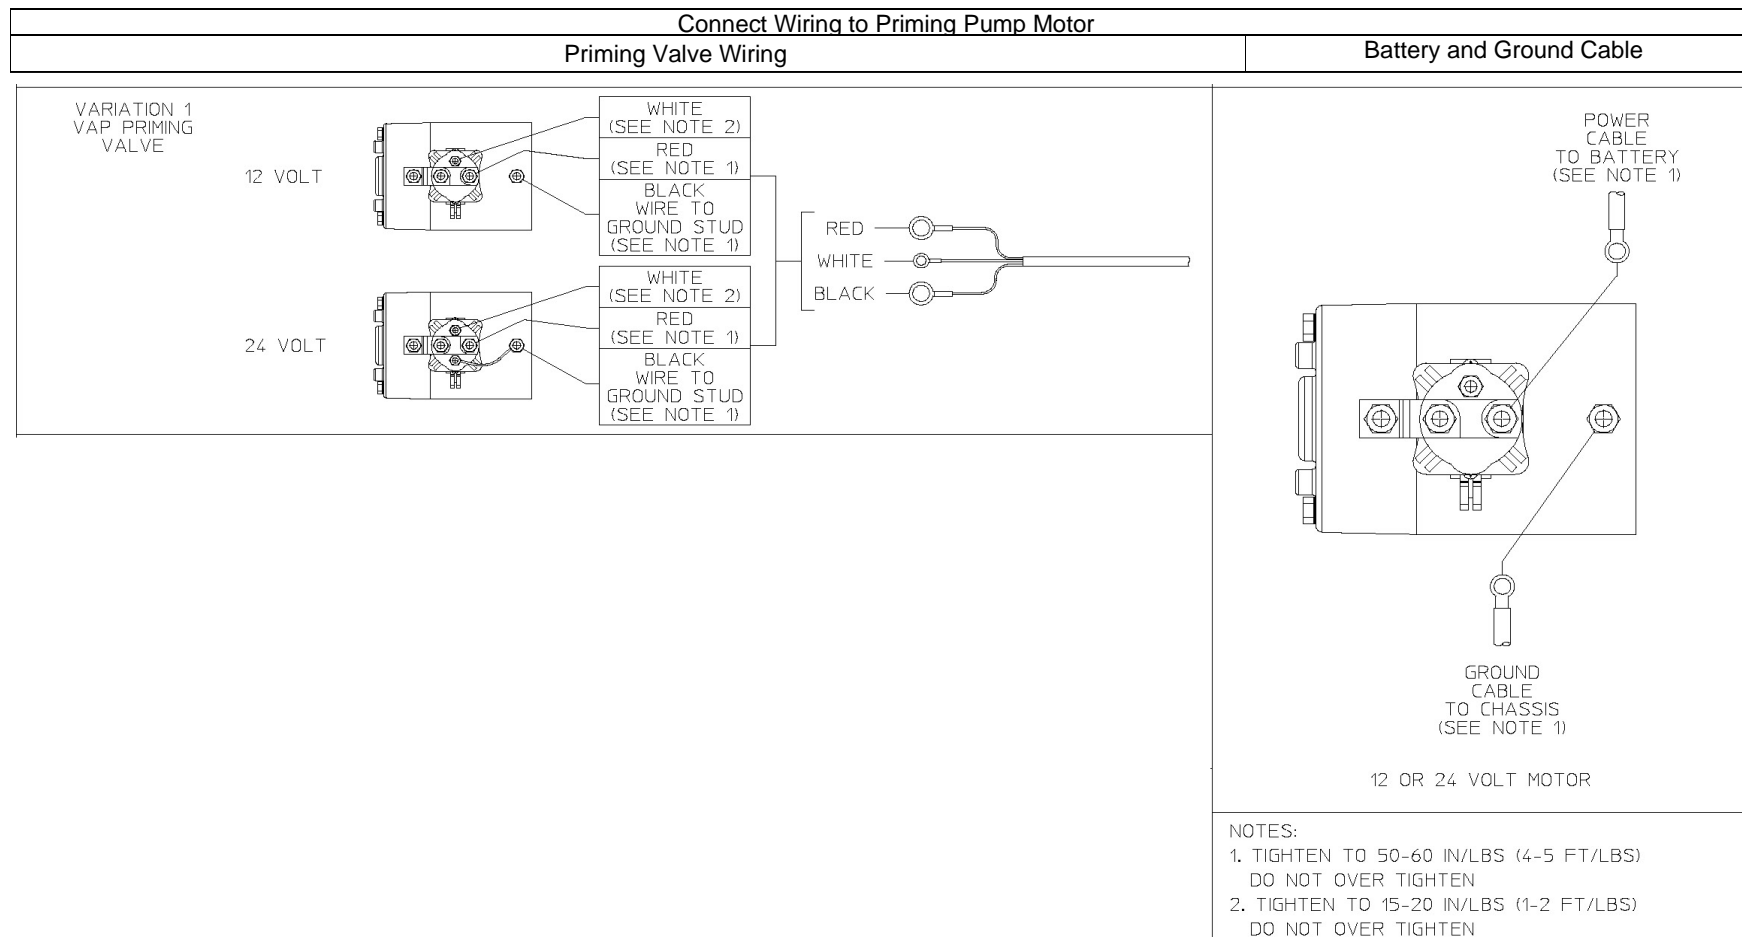 Connect Wiring to Priming Pump Motor
Priming Valve Wiring
Battery and Ground Cable
VARIATION 1
VAP PRIMING
VALVE
12 VOLT
WHITE
(SEE NOTE 2)
RED
(SEE NOTE 1)
BLACK
WIRE TO
GROUND STUD
(SEE NOTE 1)
24 VOLT
WHITE
(SEE NOTE 2)
RED
(SEE NOTE 1)
BLACK
WIRE TO
GROUND STUD
(SEE NOTE 1)
RED
WHITE
BLACK
POWER
CABLE
TO BATTERY
(SEE NOTE 1)
GROUND
CABLE
TO CHASSIS
(SEE NOTE 1)
12 OR 24 VOLT MOTOR
NOTES:
1. TIGHTEN TO 50-60 IN/LBS (4-5 FT/LBS)
DO NOT OVER TIGHTEN
2. TIGHTEN TO 15-20 IN/LBS (1-2 FT/LBS)
DO NOT OVER TIGHTEN